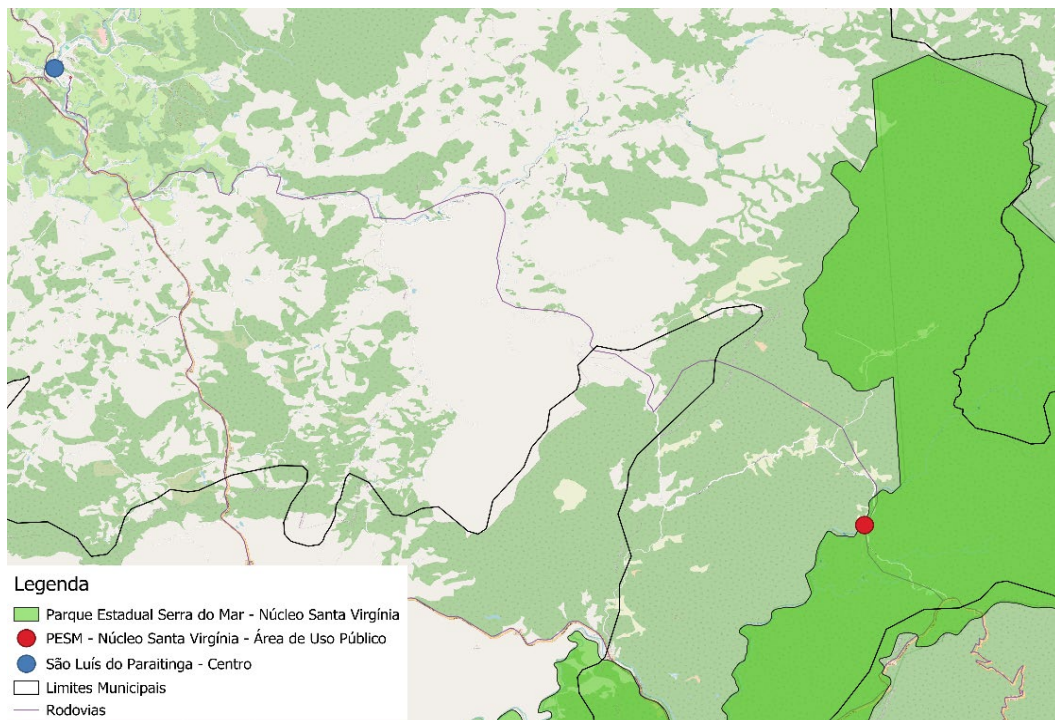 Legenda
Parque Estadual Serra do Mar - Núcleo Santa Virgínia
PESM - Núcleo Santa Virgínia - Área de Uso Público
São Luís do Paraitinga - Centro
Limites Municipais
Rodovias